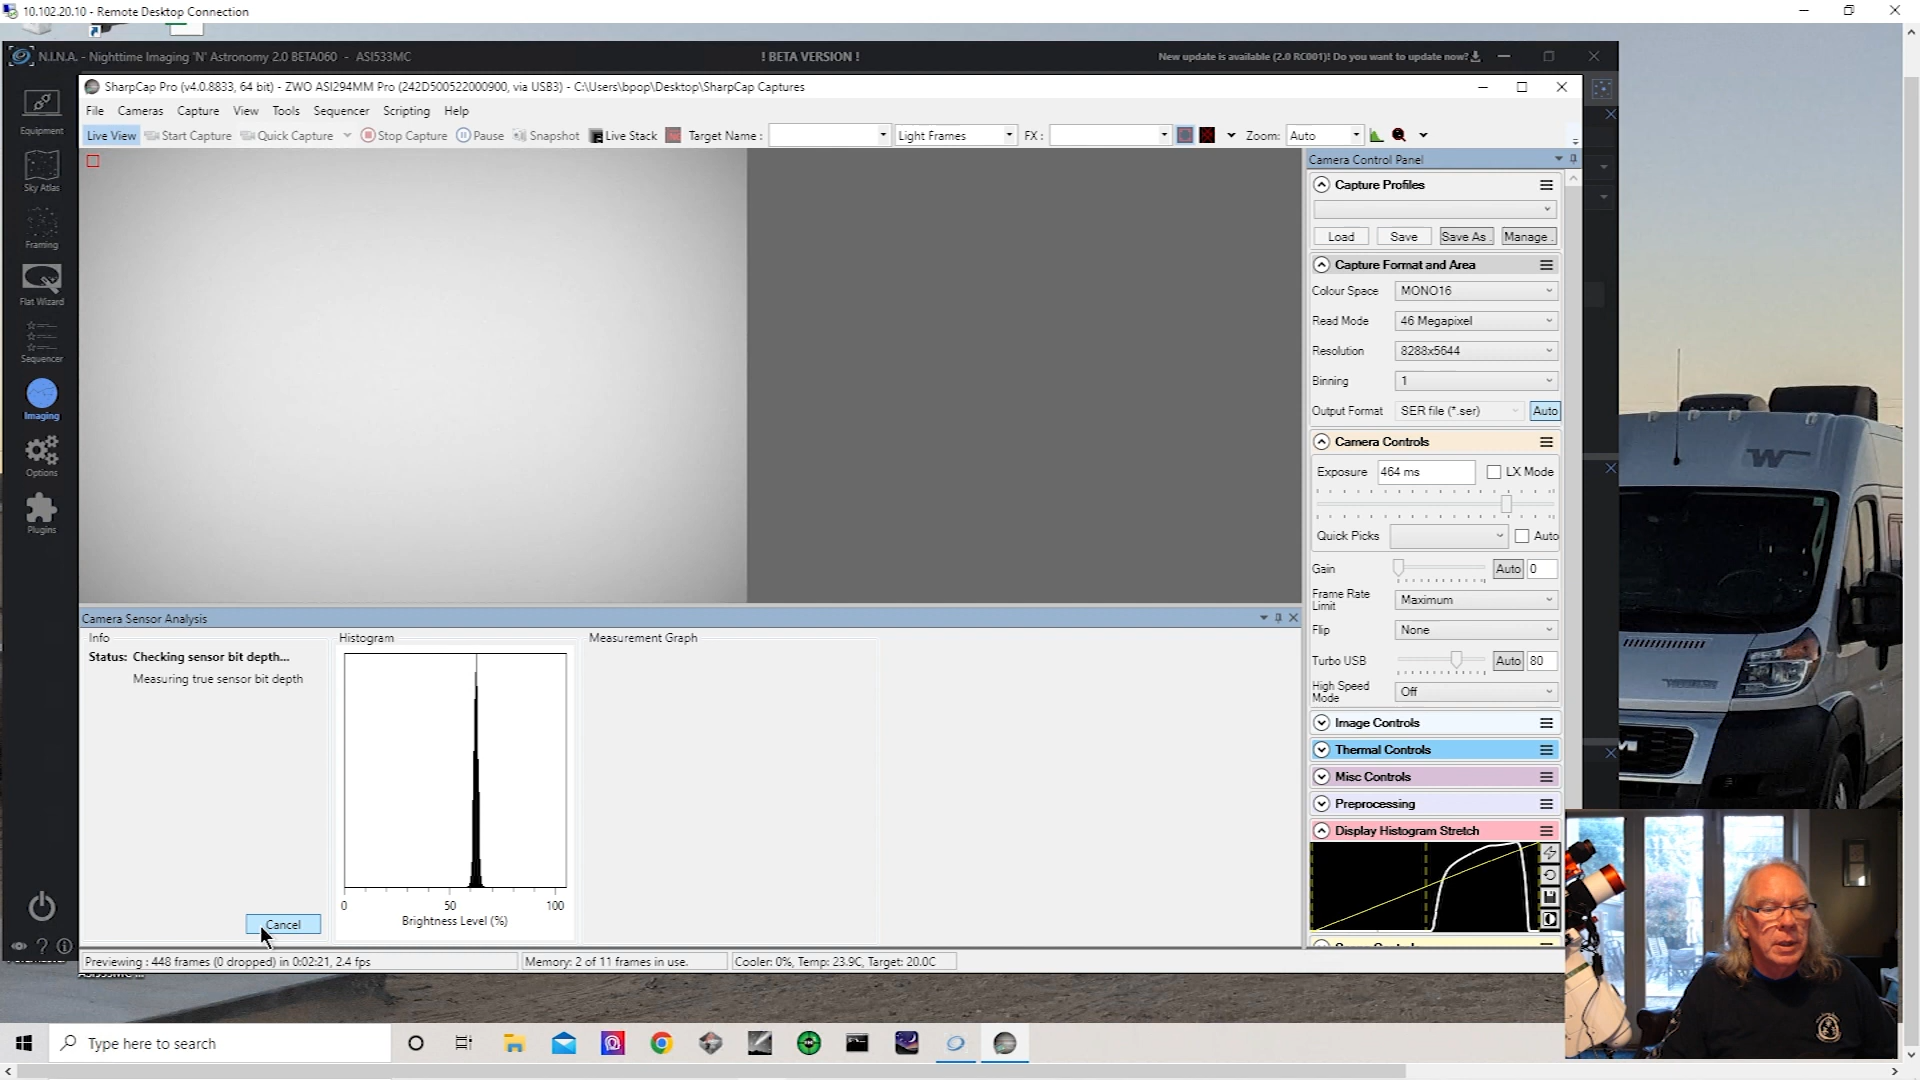 10.102.20.10 - Remote Desktop Connection
N.I.N.A. - Nighttime Imaging 'N' Astronomy 2.0 BETA060 - ASI533MC
! BETA VERSION !
New update is available (2.0 RC001)! Do you want to update now?
SharpCap Pro (v4.0.8833, 64 bit) - ZWO ASI294MM Pro (242D500522000900, via USB3) - C:\Users\bpop\Desktop\SharpCap Captures
File Cameras Capture View Tools Sequencer Scripting Help
Live View Start Capture Quick Capture Stop Capture Pause Snapshot Live Stack Target Name : Light Frames FX : Zoom: Auto
Equipment
Sky Atlas
Framing
Flat Wizard
Sequencer
Imaging
Options
Plugins
Camera Control Panel
Capture Profiles
Load Save Save As Manage
Capture Format and Area
Colour Space MONO16
Read Mode 46 Megapixel
Resolution 8288x5644
Binning 1
Output Format SER file (*.ser) Auto
Camera Controls
Exposure 464 ms LX Mode
Quick Picks Auto
Gain Auto 0
Frame Rate Limit Maximum
Flip None
Turbo USB Auto 80
High Speed Mode Off
Image Controls
Thermal Controls
Misc Controls
Preprocessing
Display Histogram Stretch
Camera Sensor Analysis
Info
Status: Checking sensor bit depth...
Measuring true sensor bit depth
Cancel
Histogram
0 50 100
Brightness Level (%)
Measurement Graph
Previewing : 448 frames (0 dropped) in 0:02:21, 2.4 fps
Memory: 2 of 11 frames in use.
Cooler: 0%, Temp: 23.9C, Target: 20.0C
Type here to search